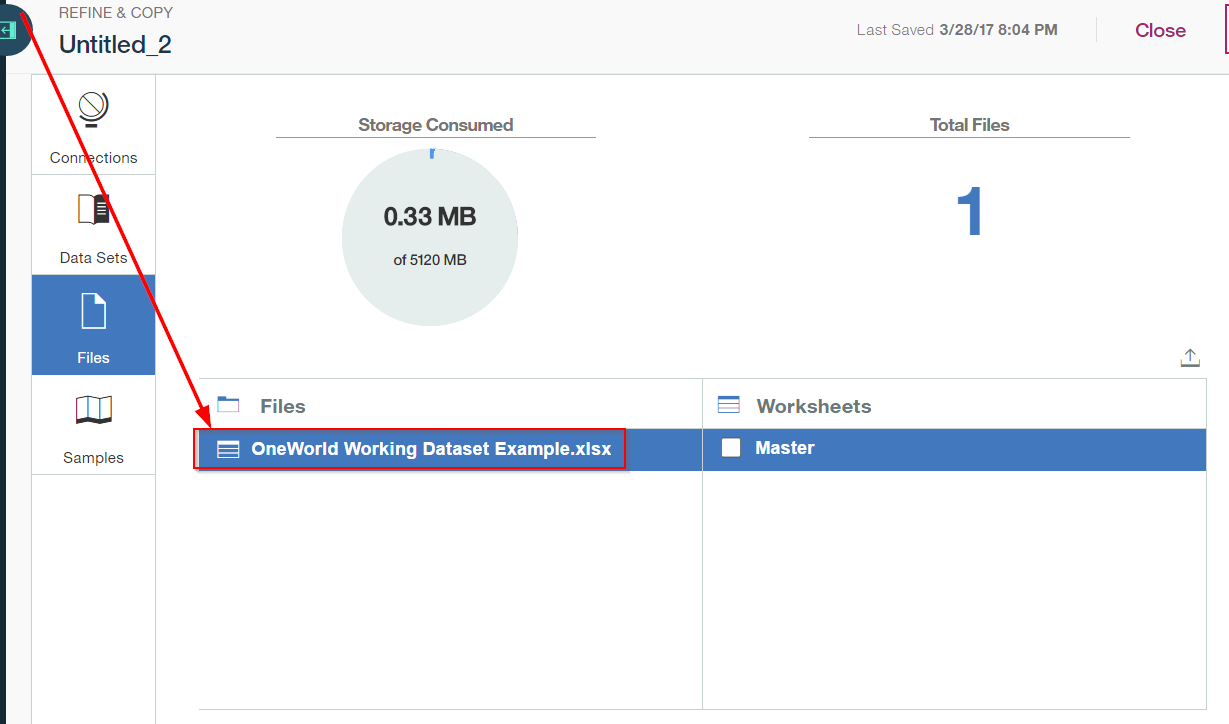 REFINE & COPY
Untitled_2
Last Saved 3/28/17 8:04 PM
Close
Connections
Data Sets
Files
Samples
Storage Consumed
0.33 MB
of 5120 MB
Total Files
1
Files
Worksheets
OneWorld Working Dataset Example.xlsx
Master